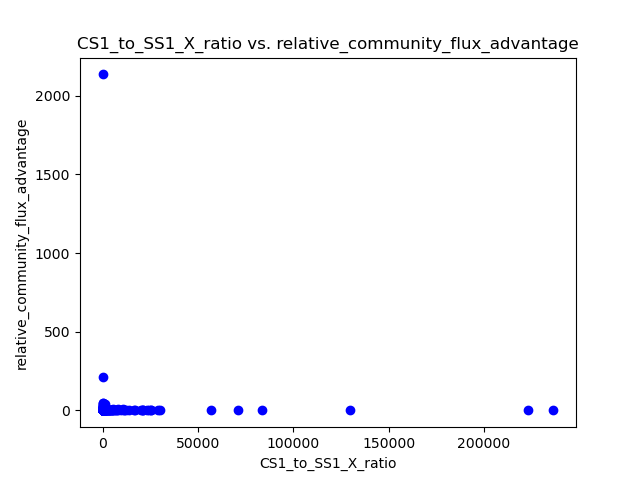 CS1_to_SS1_X_ratio vs. relative_community_flux_advantage
relative_community_flux_advantage
2000
1500
1000
500
0
0 50000 100000 150000 200000
CS1_to_SS1_X_ratio